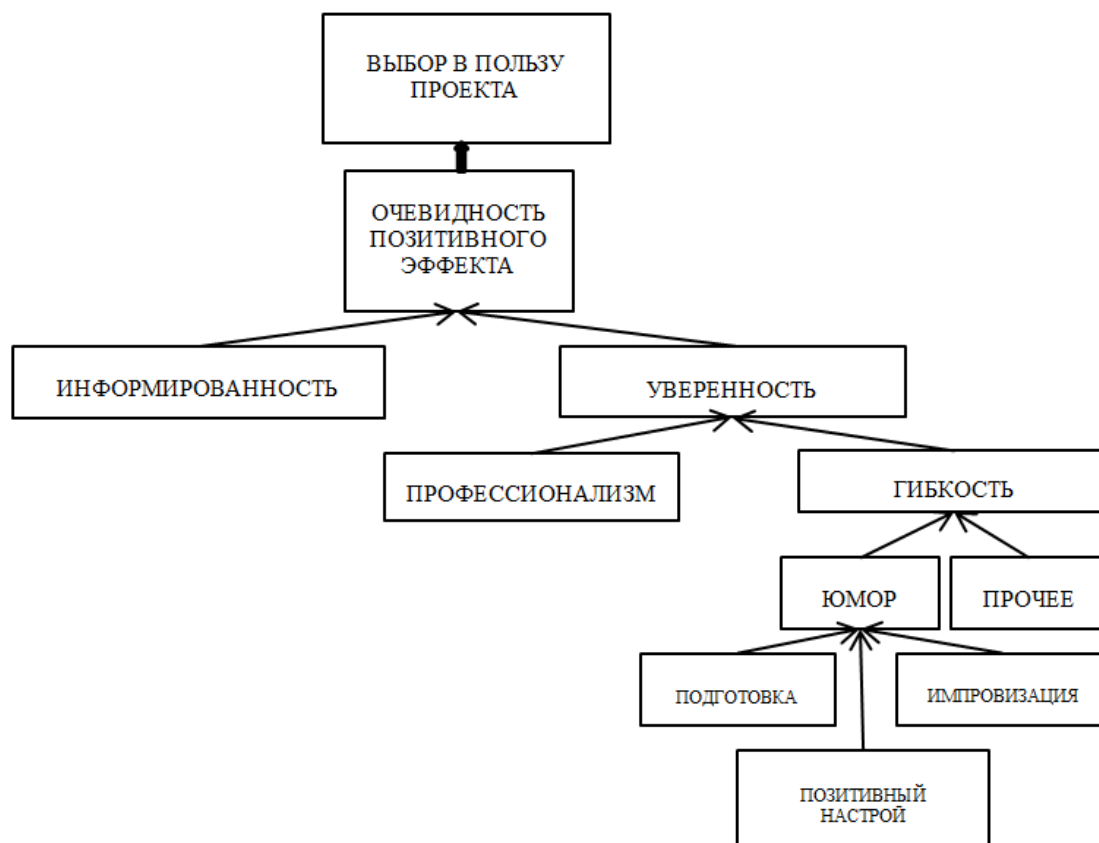 ВЫБОР В ПОЛЬЗУ
ПРОЕКТА
ОЧЕВИДНОСТЬ
ПОЗИТИВНОГО
ЭФФЕКТА
ИНФОРМИРОВАННОСТЬ
УВЕРЕННОСТЬ
ПРОФЕССИОНАЛИЗМ
ГИБКОСТЬ
ЮМОР
ПРОЧЕЕ
ПОДГОТОВКА
ИМПРОВИЗАЦИЯ
ПОЗИТИВНЫЙ
НАСТРОЙ